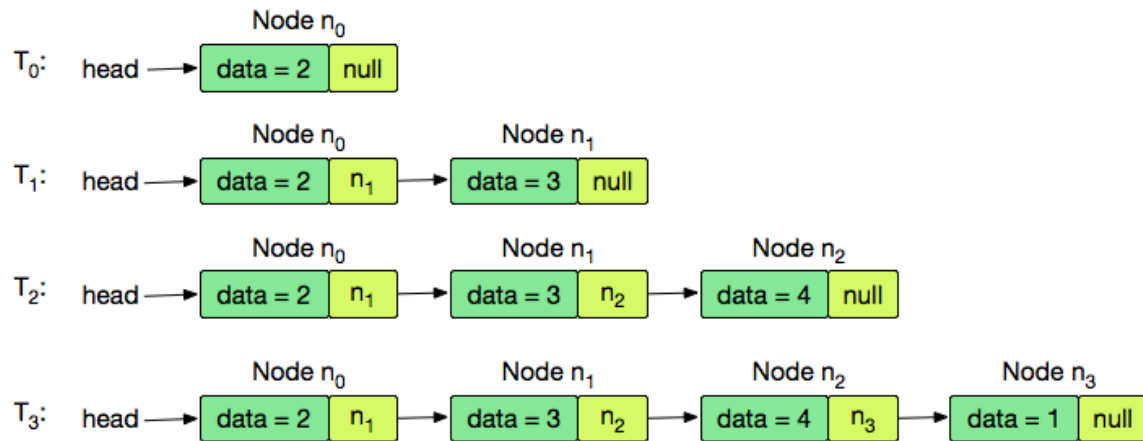 Node n₀
T₀: head data = 2 null
Node n₀ Node n₁
T₁: head data = 2 n₁ data = 3 null
Node n₀ Node n₁ Node n₂
T₂: head data = 2 n₁ data = 3 n₂ data = 4 null
Node n₀ Node n₁ Node n₂ Node n₃
T₃: head data = 2 n₁ data = 3 n₂ data = 4 n₃ data = 1 null